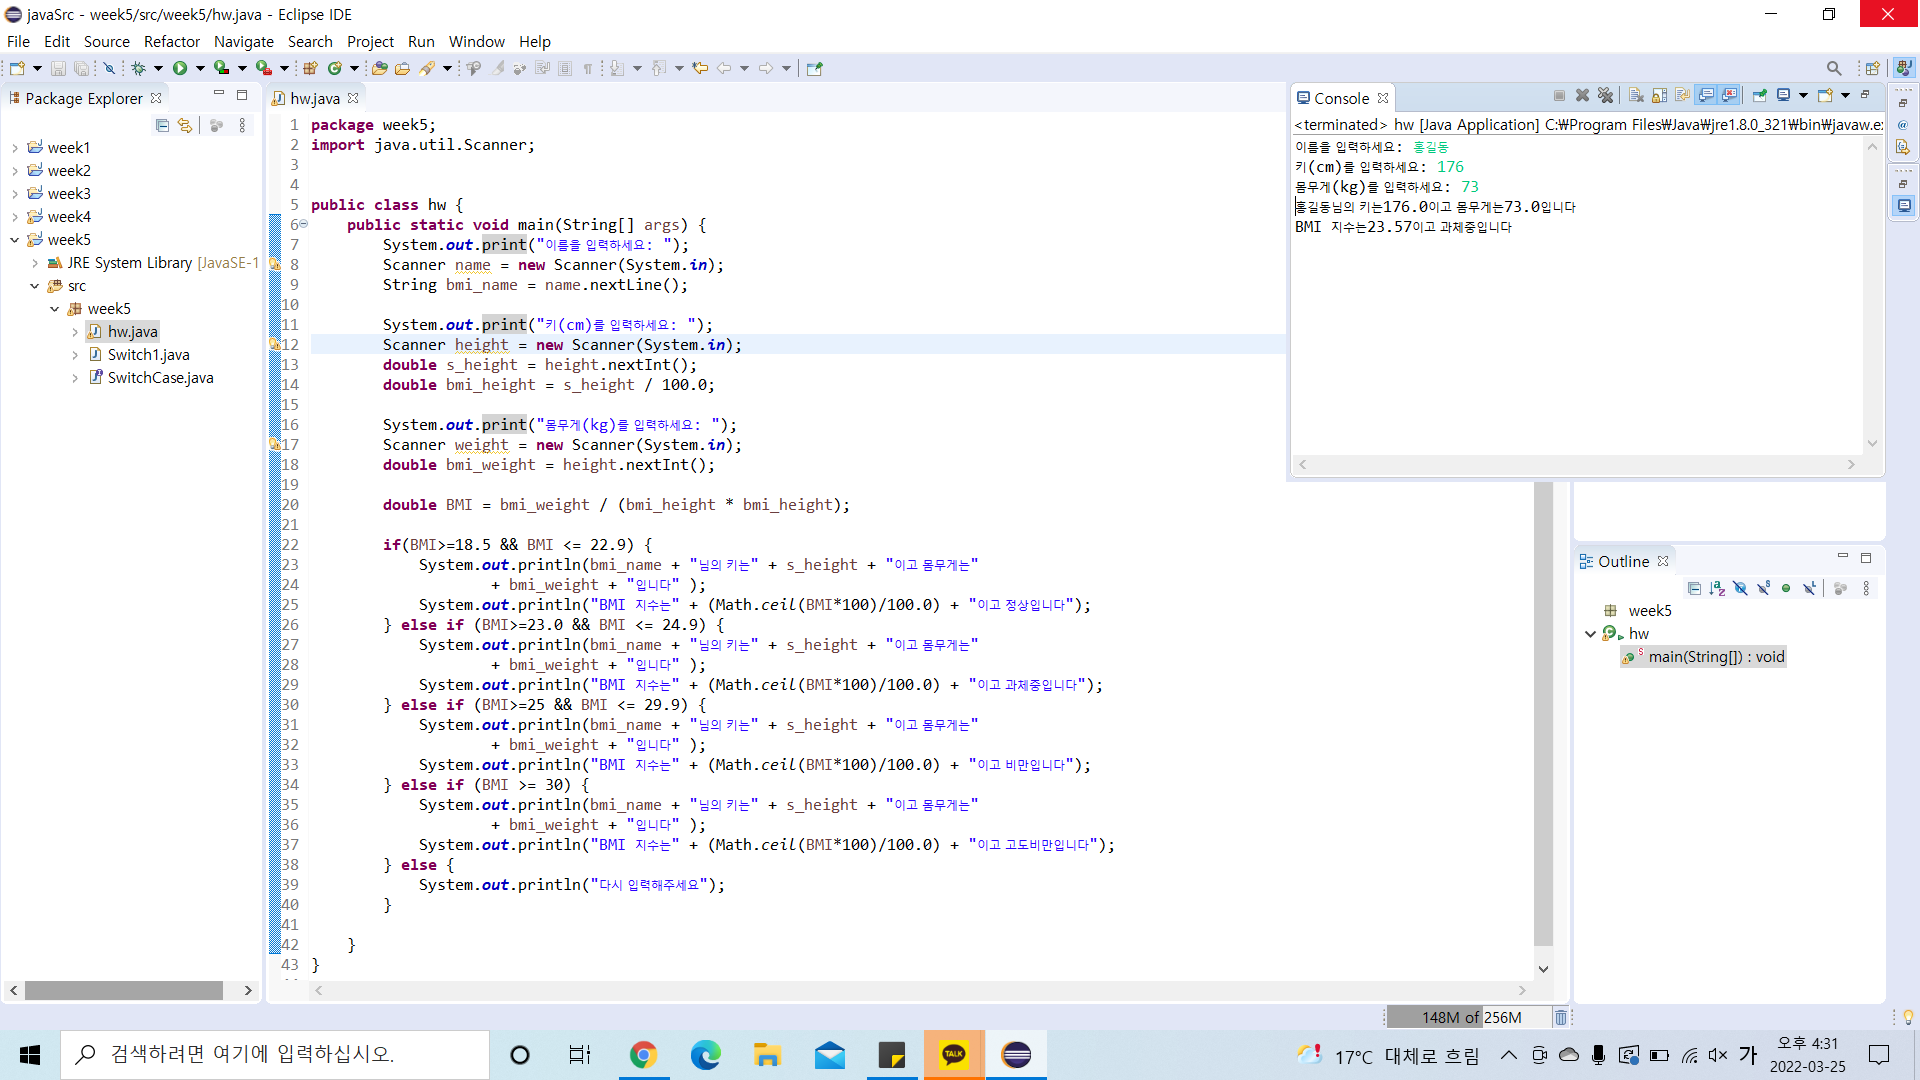 javaSrc - week5/src/week5/hw.java - Eclipse IDE
File Edit Source Refactor Navigate Search Project Run Window Help
Package Explorer
week1
week2
week3
week4
week5
JRE System Library [JavaSE-1
src
week5
hw.java
Switch1.java
SwitchCase.java
hw.java
1 package week5;
2 import java.util.Scanner;
3
4
5 public class hw {
6 public static void main(String[] args) {
7 System.out.print("이름을 입력하세요: ");
8 Scanner name = new Scanner(System.in);
9 String bmi_name = name.nextLine();
10
11 System.out.print("키(cm)를 입력하세요: ");
12 Scanner height = new Scanner(System.in);
13 double s_height = height.nextInt();
14 double bmi_height = s_height / 100.0;
15
16 System.out.print("몸무게(kg)를 입력하세요: ");
17 Scanner weight = new Scanner(System.in);
18 double bmi_weight = height.nextInt();
19
20 double BMI = bmi_weight / (bmi_height * bmi_height);
21
22 if(BMI>=18.5 && BMI <= 22.9) {
23 System.out.println(bmi_name + "님의 키는" + s_height + "이고 몸무게는"
24 + bmi_weight + "입니다" );
25 System.out.println("BMI 지수는" + (Math.ceil(BMI*100)/100.0) + "이고 정상입니다");
26 } else if (BMI>=23.0 && BMI <= 24.9) {
27 System.out.println(bmi_name + "님의 키는" + s_height + "이고 몸무게는"
28 + bmi_weight + "입니다" );
29 System.out.println("BMI 지수는" + (Math.ceil(BMI*100)/100.0) + "이고 과체중입니다");
30 } else if (BMI>=25 && BMI <= 29.9) {
31 System.out.println(bmi_name + "님의 키는" + s_height + "이고 몸무게는"
32 + bmi_weight + "입니다" );
33 System.out.println("BMI 지수는" + (Math.ceil(BMI*100)/100.0) + "이고 비만입니다");
34 } else if (BMI >= 30) {
35 System.out.println(bmi_name + "님의 키는" + s_height + "이고 몸무게는"
36 + bmi_weight + "입니다" );
37 System.out.println("BMI 지수는" + (Math.ceil(BMI*100)/100.0) + "이고 고도비만입니다");
38 } else {
39 System.out.println("다시 입력해주세요");
40 }
41
42 }
43 }
Console
<terminated> hw [Java Application] C:₩Program Files₩Java₩jre1.8.0_321₩bin₩javaw.ex
이름을 입력하세요: 홍길동
키(cm)를 입력하세요: 176
몸무게(kg)를 입력하세요: 73
홍길동님의 키는176.0이고 몸무게는73.0입니다
BMI 지수는23.57이고 과체중입니다
Outline
week5
hw
main(String[]) : void
148M of 256M
검색하려면 여기에 입력하십시오.
TALK
17°C 대체로 흐림
가
오후 4:31
2022-03-25